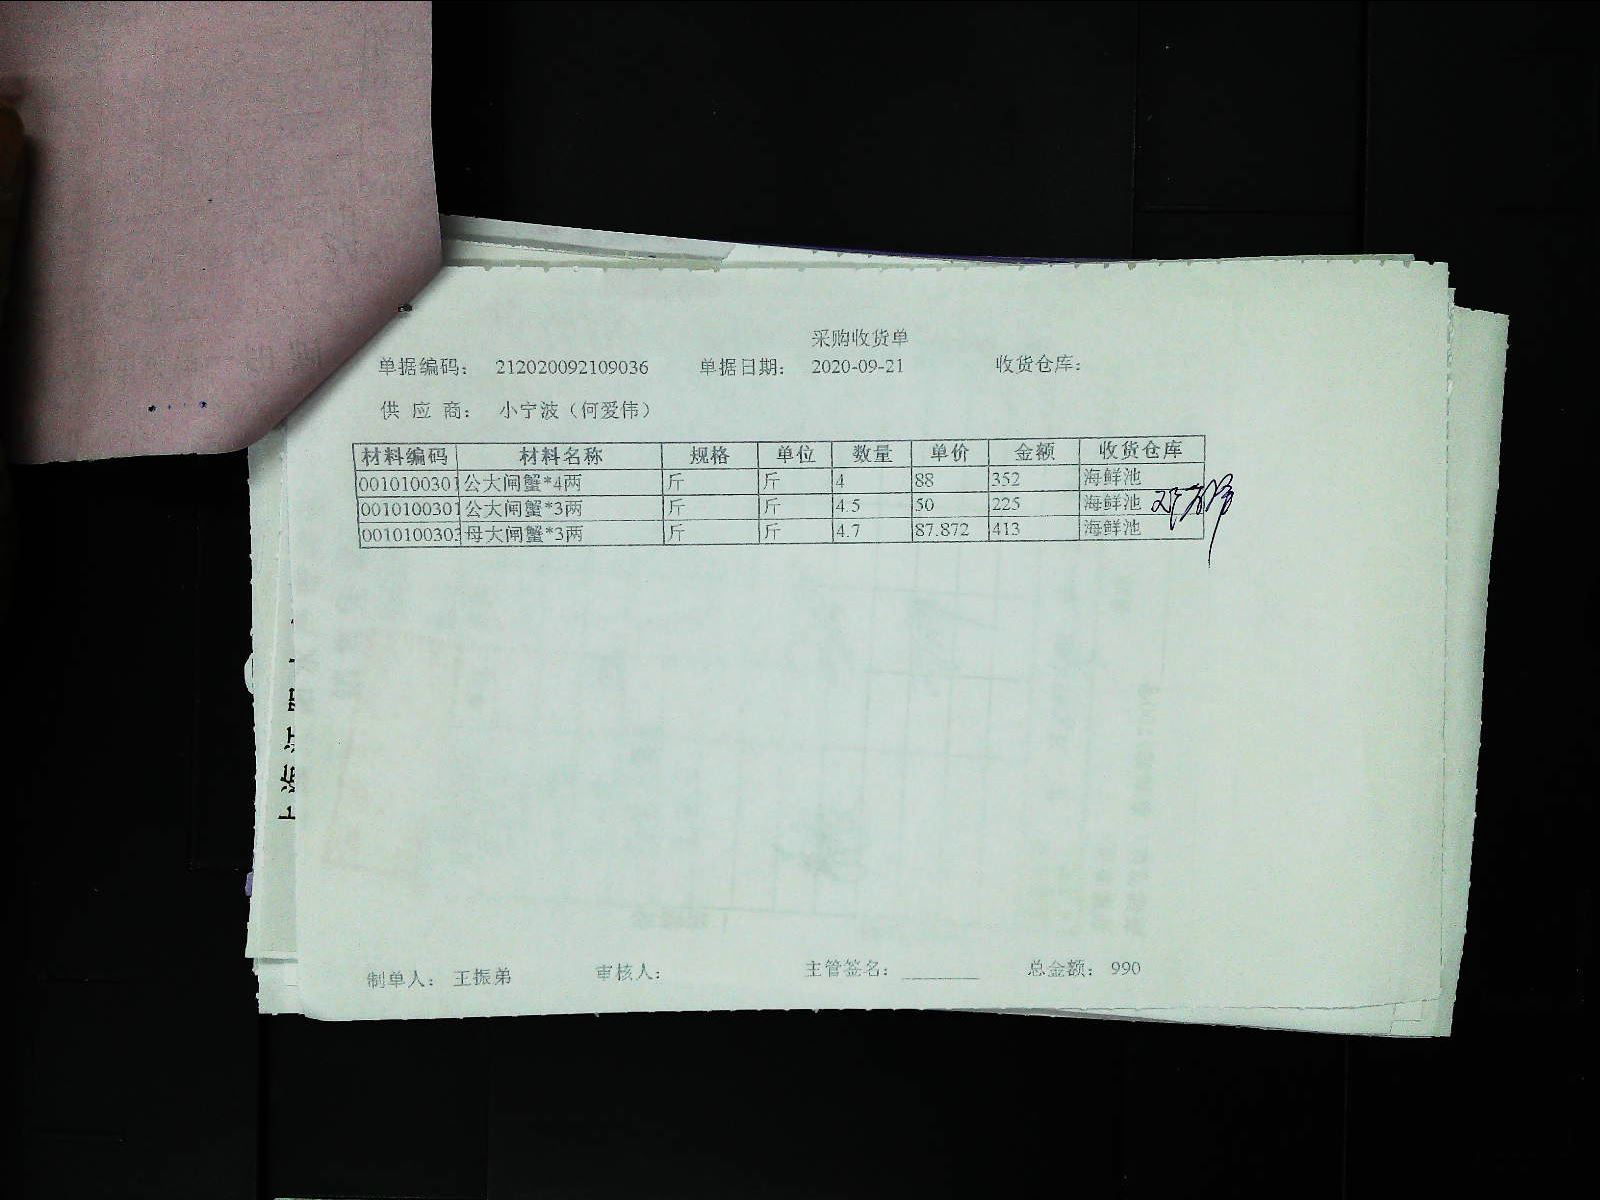 采购收货单
单据编码： 212020092109036 单据日期： 2020-09-21 收货仓库：
供 应 商： 小宁波（何爱伟）
材料编码 材料名称 规格 单位 数量 单价 金额 收货仓库
0010100301 公大闸蟹*4两 斤 斤 4 88 352 海鲜池
0010100301 公大闸蟹*3两 斤 斤 4.5 50 225 海鲜池
0010100303 母大闸蟹*3两 斤 斤 4.7 87.872 413 海鲜池
制单人： 王振弟 审核人： 主管签名： ________ 总金额： 990